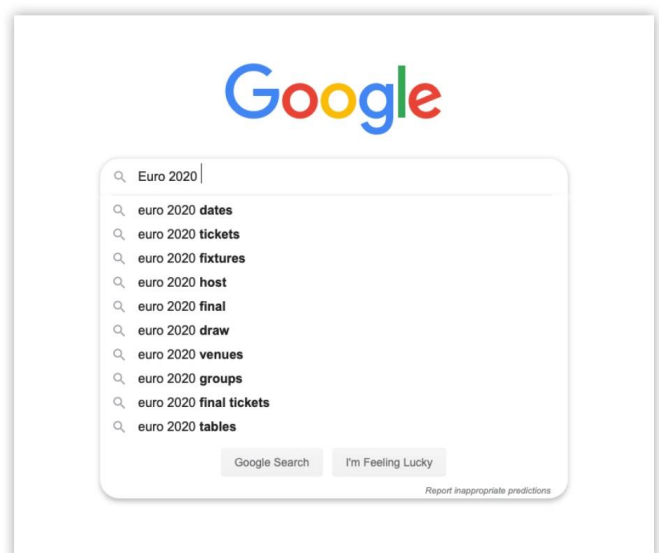 Google
Euro 2020
euro 2020 dates
euro 2020 tickets
euro 2020 fixtures
euro 2020 host
euro 2020 final
euro 2020 draw
euro 2020 venues
euro 2020 groups
euro 2020 final tickets
euro 2020 tables
Google Search I'm Feeling Lucky
Report inappropriate predictions